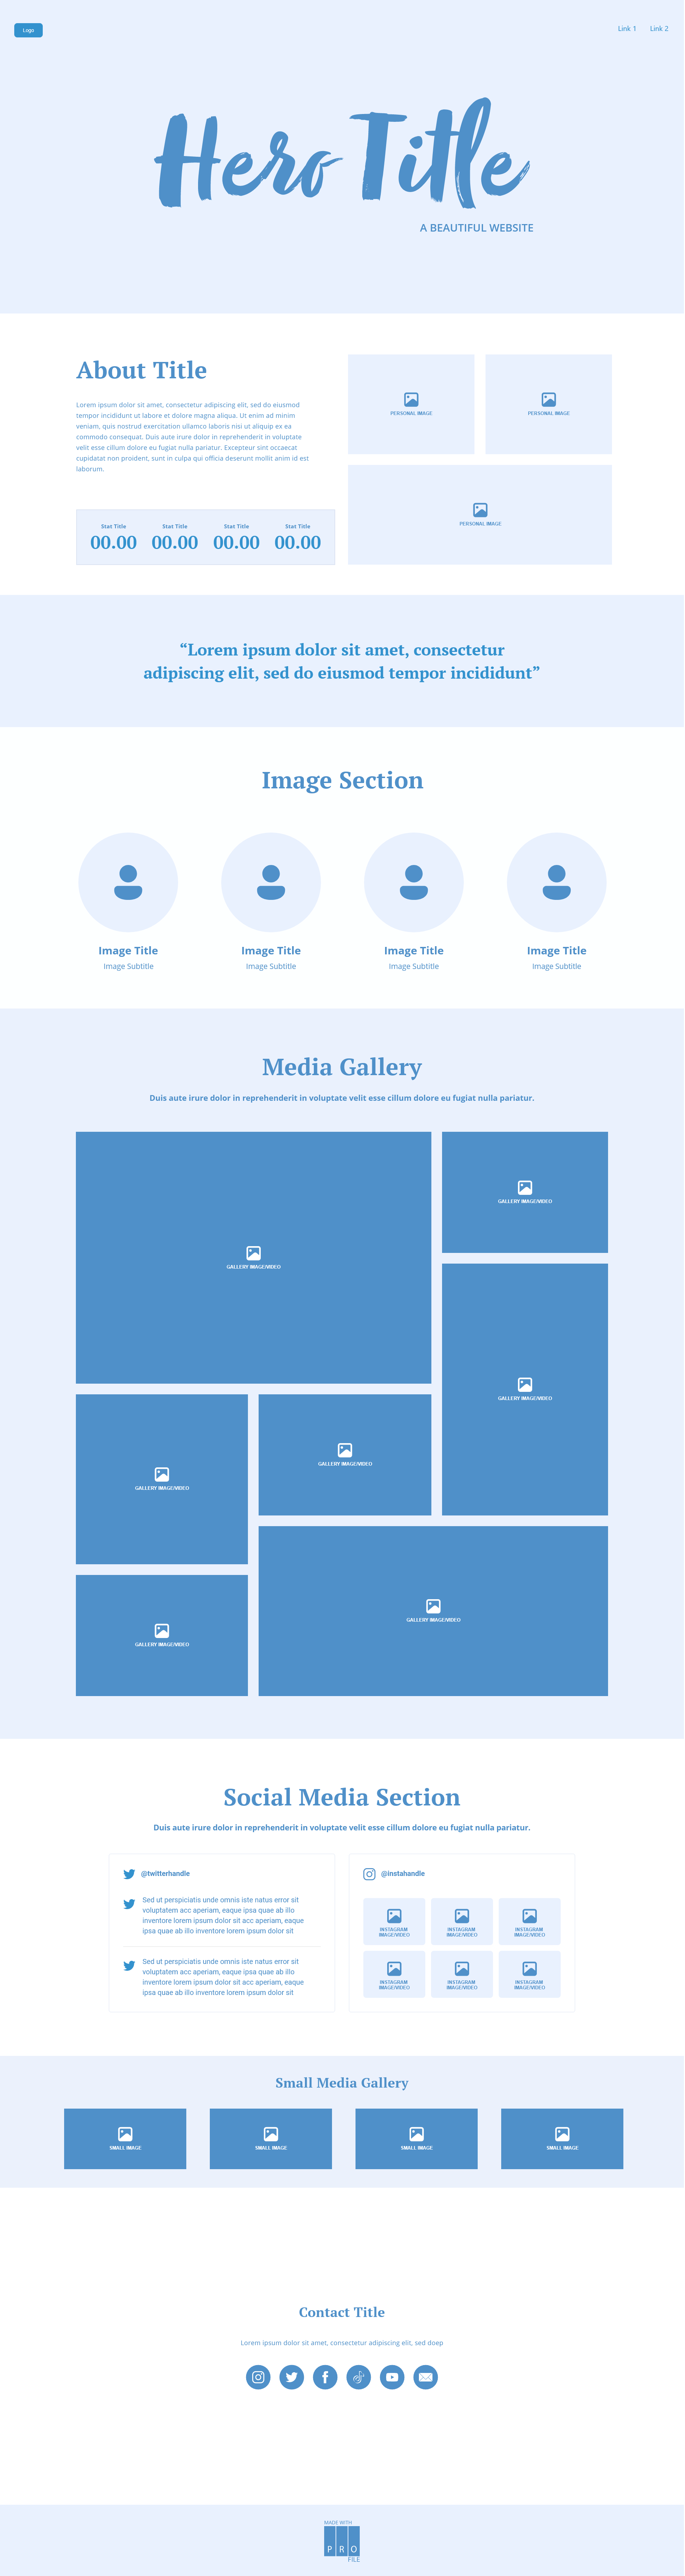 Logo
Link 1
Link 2
Hero Title
A BEAUTIFUL WEBSITE
About Title
Lorem ipsum dolor sit amet, consectetur adipiscing elit, sed do eiusmod
tempor incididunt ut labore et dolore magna aliqua. Ut enim ad minim
veniam, quis nostrud exercitation ullamco laboris nisi ut aliquip ex ea
commodo consequat. Duis aute irure dolor in reprehenderit in voluptate
velit esse cillum dolore eu fugiat nulla pariatur. Excepteur sint occaecat
cupidatat non proident, sunt in culpa qui officia deserunt mollit anim id est
laborum.
Stat Title
00.00
Stat Title
00.00
Stat Title
00.00
Stat Title
00.00
PERSONAL IMAGE
PERSONAL IMAGE
PERSONAL IMAGE
“Lorem ipsum dolor sit amet, consectetur
adipiscing elit, sed do eiusmod tempor incididunt”
Image Section
Image Title
Image Subtitle
Image Title
Image Subtitle
Image Title
Image Subtitle
Image Title
Image Subtitle
Media Gallery
Duis aute irure dolor in reprehenderit in voluptate velit esse cillum dolore eu fugiat nulla pariatur.
GALLERY IMAGE/VIDEO
GALLERY IMAGE/VIDEO
GALLERY IMAGE/VIDEO
GALLERY IMAGE/VIDEO
GALLERY IMAGE/VIDEO
GALLERY IMAGE/VIDEO
GALLERY IMAGE/VIDEO
Social Media Section
Duis aute irure dolor in reprehenderit in voluptate velit esse cillum dolore eu fugiat nulla pariatur.
@twitterhandle
Sed ut perspiciatis unde omnis iste natus error sit
voluptatem acc aperiam, eaque ipsa quae ab illo
inventore lorem ipsum dolor sit acc aperiam, eaque
ipsa quae ab illo inventore lorem ipsum dolor sit
Sed ut perspiciatis unde omnis iste natus error sit
voluptatem acc aperiam, eaque ipsa quae ab illo
inventore lorem ipsum dolor sit acc aperiam, eaque
ipsa quae ab illo inventore lorem ipsum dolor sit
@instahandle
INSTAGRAM
IMAGE/VIDEO
INSTAGRAM
IMAGE/VIDEO
INSTAGRAM
IMAGE/VIDEO
INSTAGRAM
IMAGE/VIDEO
INSTAGRAM
IMAGE/VIDEO
INSTAGRAM
IMAGE/VIDEO
Small Media Gallery
SMALL IMAGE
SMALL IMAGE
SMALL IMAGE
SMALL IMAGE
Contact Title
Lorem ipsum dolor sit amet, consectetur adipiscing elit, sed doep
MADE WITH
PRO
FILE